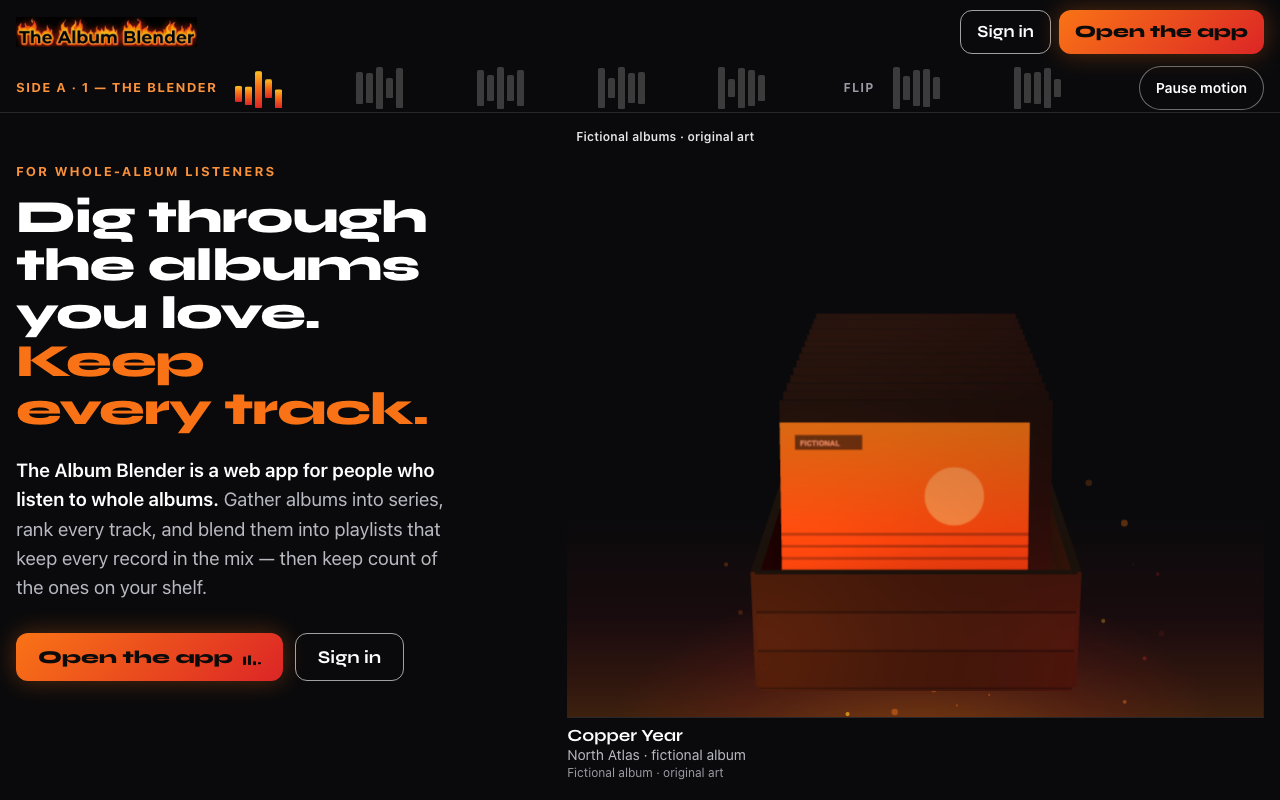 The Album Blender
Sign in
Open the app
SIDE A · 1 — THE BLENDER
FLIP
Pause motion
Fictional albums · original art
FOR WHOLE-ALBUM LISTENERS
Dig through
the albums
you love.
Keep
every track.
The Album Blender is a web app for people who
listen to whole albums. Gather albums into series,
rank every track, and blend them into playlists that
keep every record in the mix — then keep count of
the ones on your shelf.
Open the app
Sign in
FICTIONAL
Copper Year
North Atlas · fictional album
Fictional album · original art